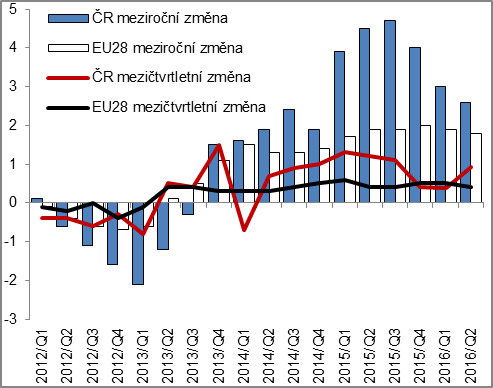 5
4
3
2
1
0
-1
-2
-3
ČR meziroční změna
EU28 meziroční změna
ČR mezičtvrtletní změna
EU28 mezičtvrtletní změna
2012/Q1
2012/Q2
2012/Q3
2012/Q4
2013/Q1
2013/Q2
2013/Q3
2013/Q4
2014/Q1
2014/Q2
2014/Q3
2014/Q4
2015/Q1
2015/Q2
2015/Q3
2015/Q4
2016/Q1
2016/Q2